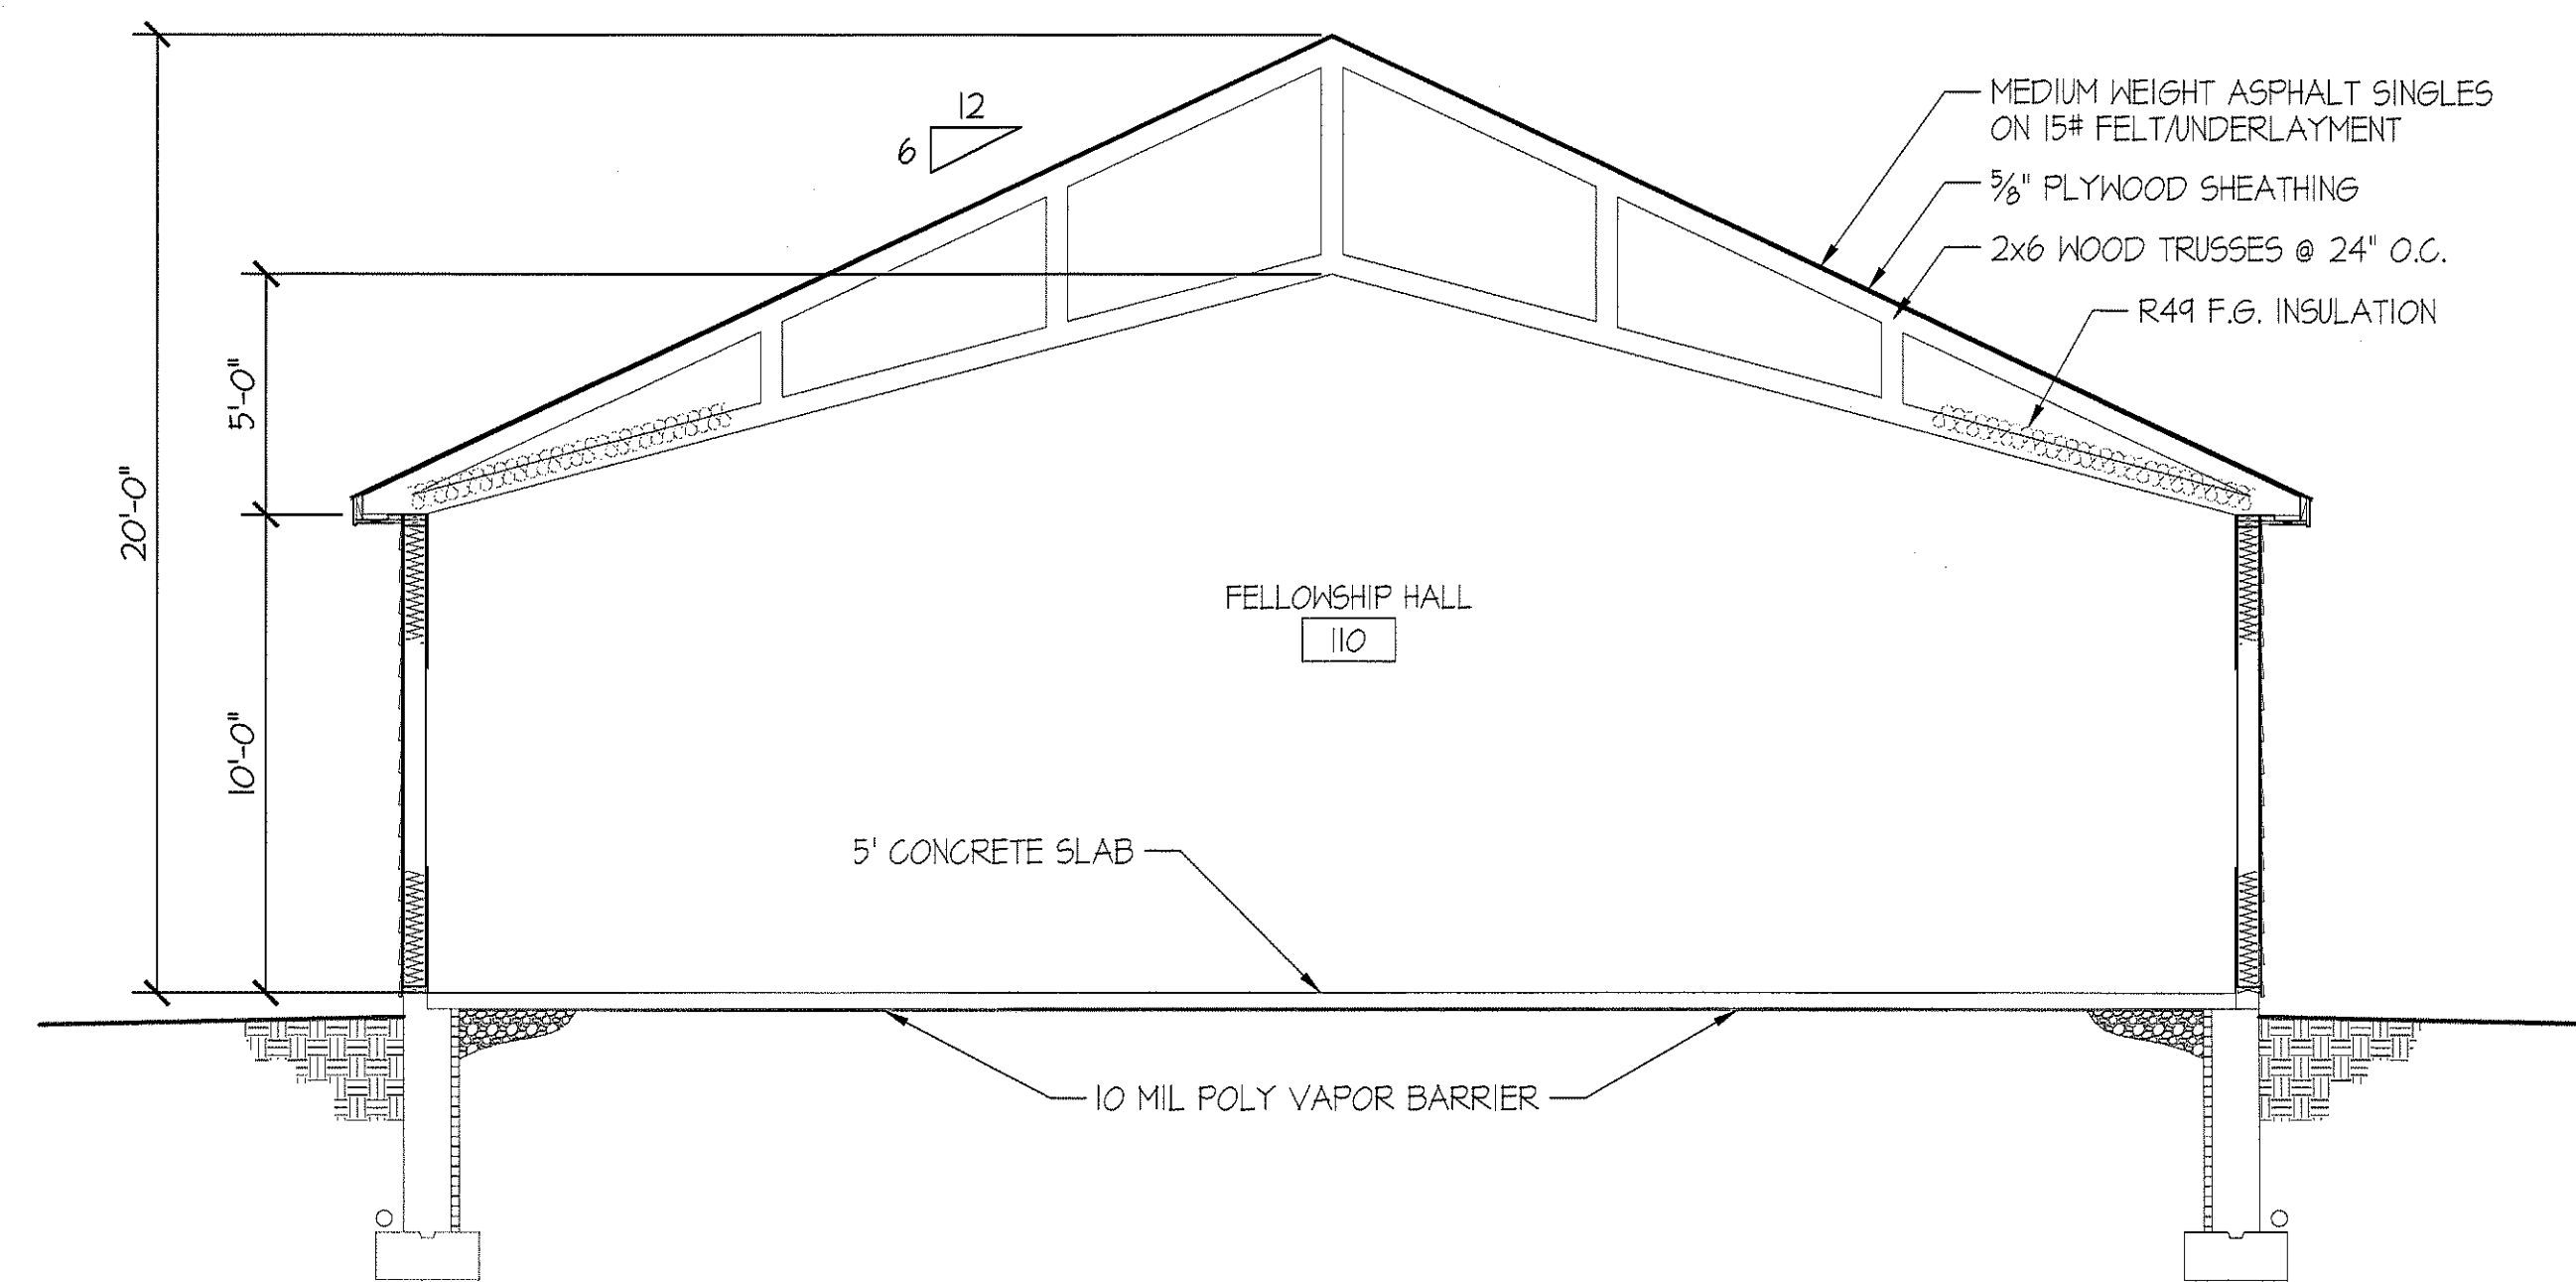 12
6
MEDIUM WEIGHT ASPHALT SINGLES
ON 15# FELT/UNDERLAYMENT
5/8" PLYWOOD SHEATHING
2x6 WOOD TRUSSES @ 24" O.C.
R49 F.G. INSULATION
5'-0"
20'-0"
10'-0"
FELLOWSHIP HALL
110
5' CONCRETE SLAB
10 MIL POLY VAPOR BARRIER